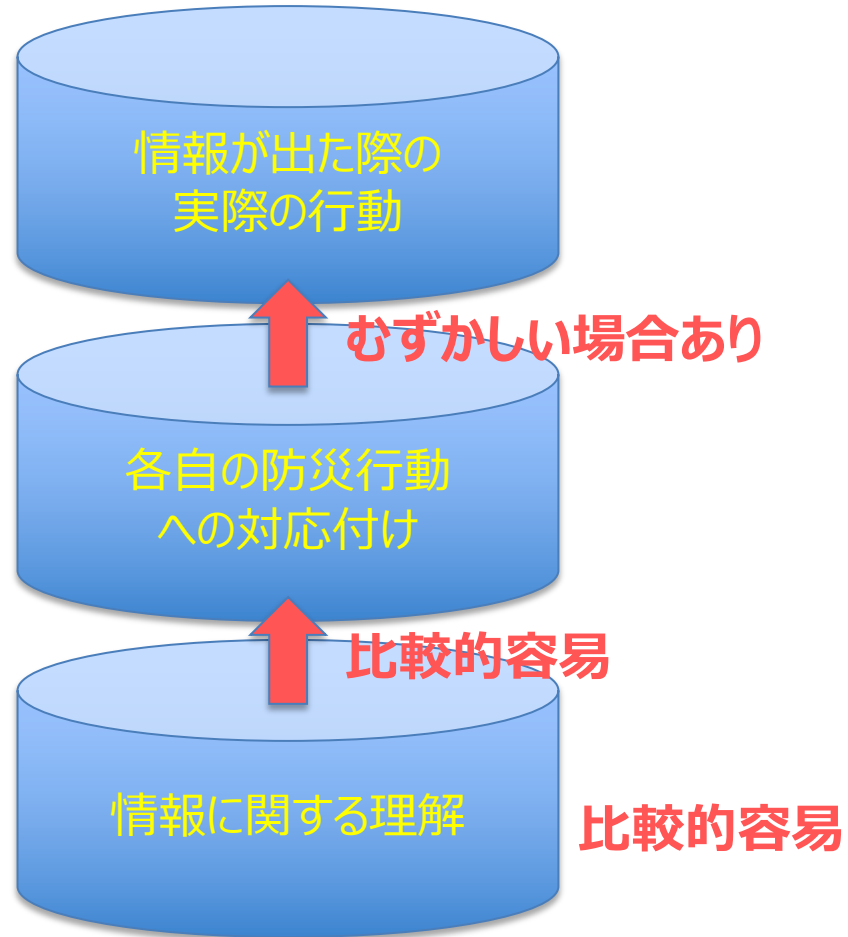 情報が出た際の
実際の行動
むずかしい場合あり
各自の防災行動
への対応付け
比較的容易
情報に関する理解
比較的容易